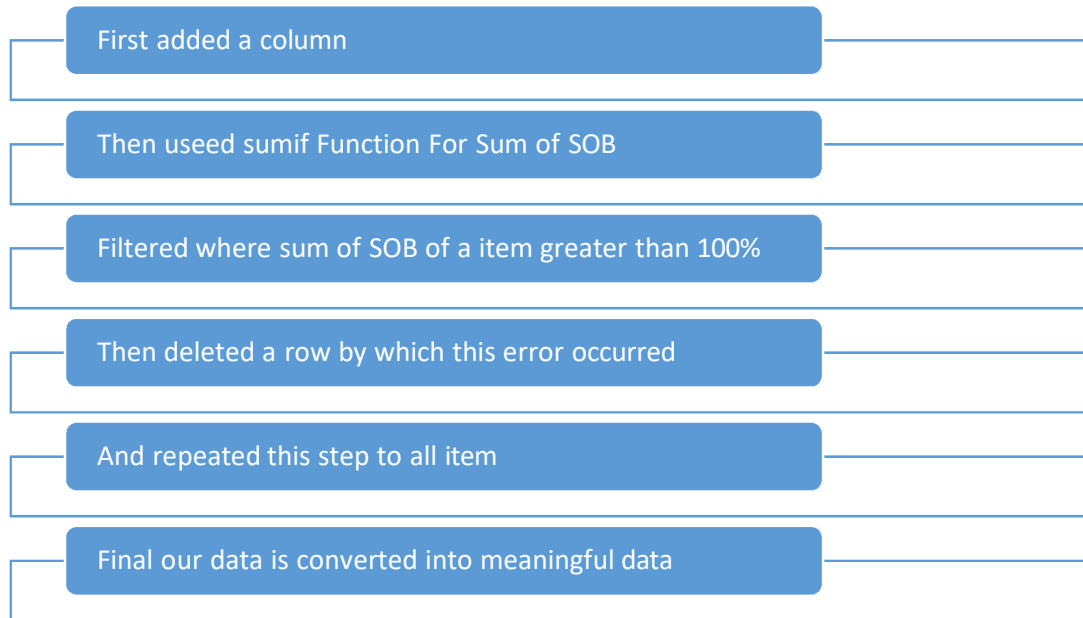 First added a column
Then useed sumif Function For Sum of SOB
Filtered where sum of SOB of a item greater than 100%
Then deleted a row by which this error occurred
And repeated this step to all item
Final our data is converted into meaningful data